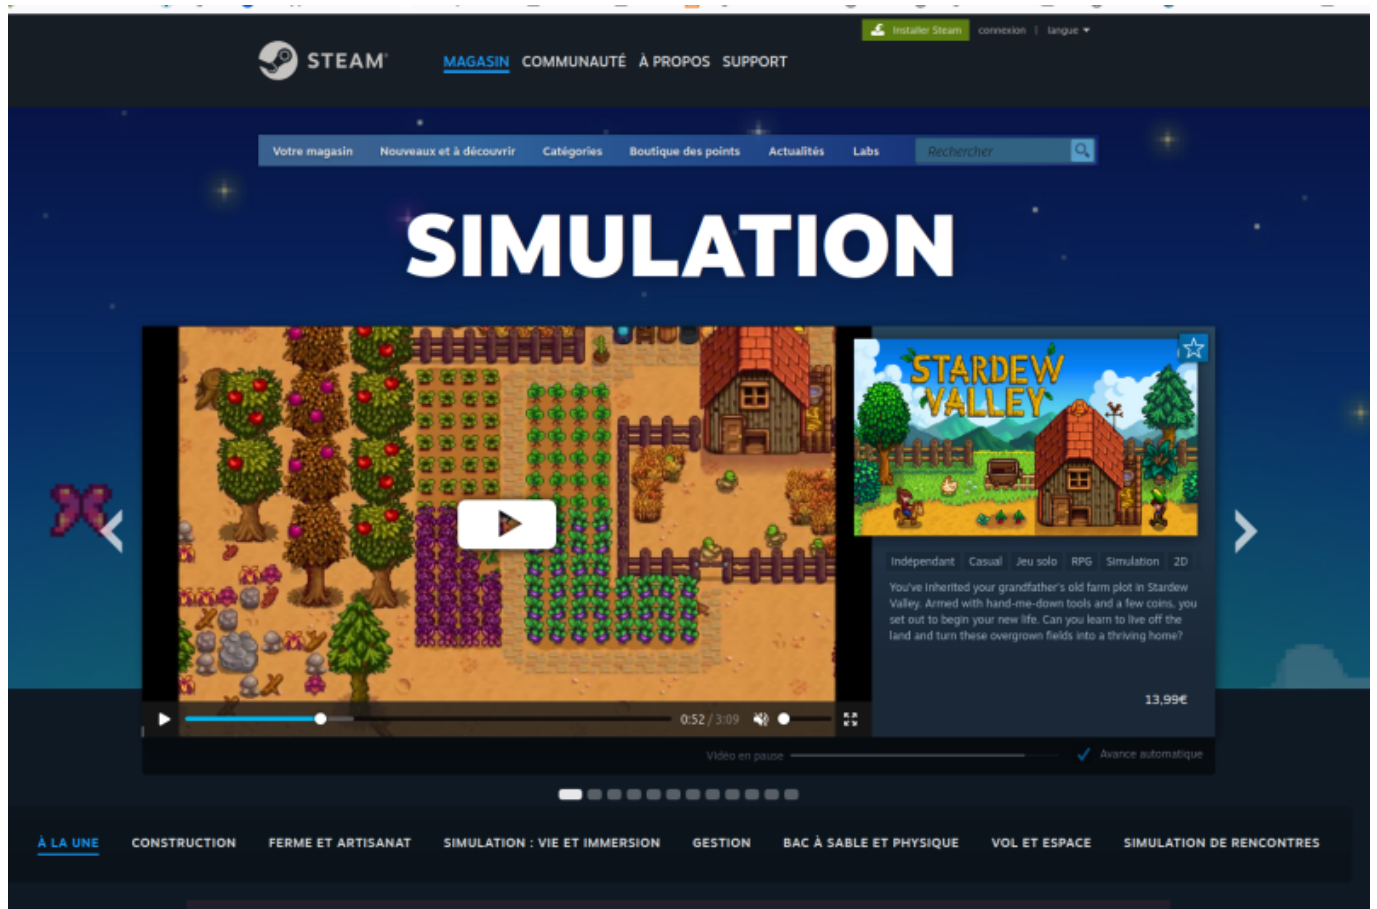 Installer Steam connexion | langue
STEAM® MAGASIN COMMUNAUTÉ À PROPOS SUPPORT
Votre magasin Nouveaux et à découvrir Catégories Boutique des points Actualités Labs Rechercher
SIMULATION
STARDEW
VALLEY
Indépendant Casual Jeu solo RPG Simulation 2D
You've inherited your grandfather's old farm plot in Stardew
Valley. Armed with hand-me-down tools and a few coins, you
set out to begin your new life. Can you learn to live off the
land and turn these overgrown fields into a thriving home?
13,99€
0:52 / 3:09
Vidéo en pause Avance automatique
À LA UNE CONSTRUCTION FERME ET ARTISANAT SIMULATION : VIE ET IMMERSION GESTION BAC À SABLE ET PHYSIQUE VOL ET ESPACE SIMULATION DE RENCONTRES